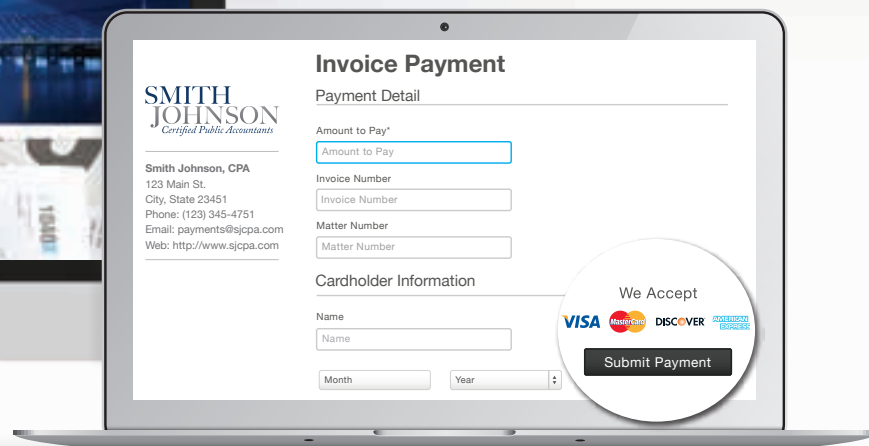 Invoice Payment
SMITH
JOHNSON
Certified Public Accountants
Smith Johnson, CPA
123 Main St.
City, State 23451
Phone: (123) 345-4751
Email: payments@sjcpa.com
Web: http://www.sjcpa.com
Payment Detail
Amount to Pay*
Amount to Pay
Invoice Number
Invoice Number
Matter Number
Matter Number
Cardholder Information
Name
Name
Month Year
We Accept
VISA MasterCard DISCOVER AMERICAN EXPRESS
Submit Payment
1040